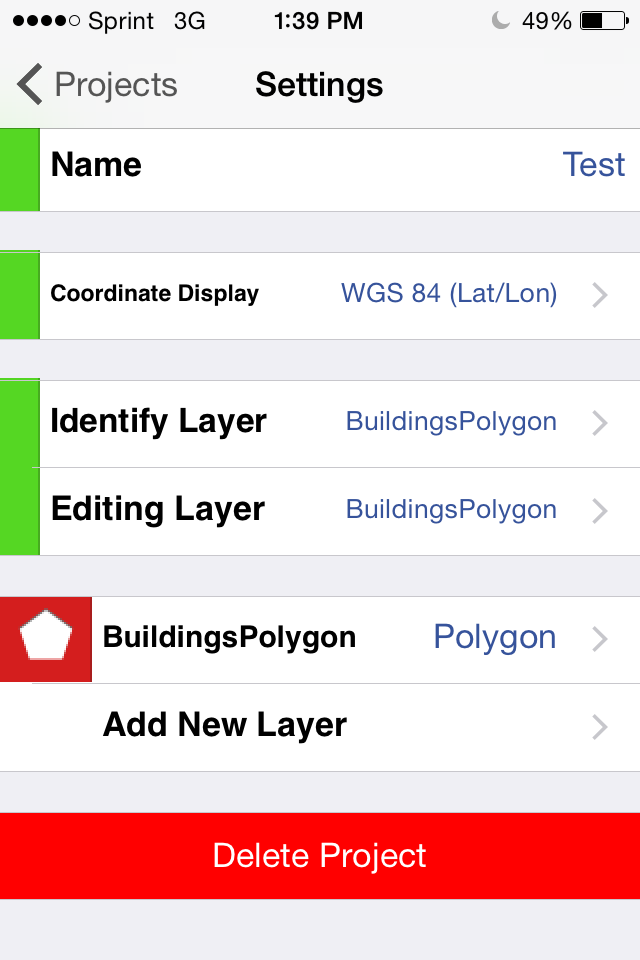 Sprint 3G 1:39 PM 49%
Projects Settings
Name Test
Coordinate Display WGS 84 (Lat/Lon)
Identify Layer BuildingsPolygon
Editing Layer BuildingsPolygon
BuildingsPolygon Polygon
Add New Layer
Delete Project